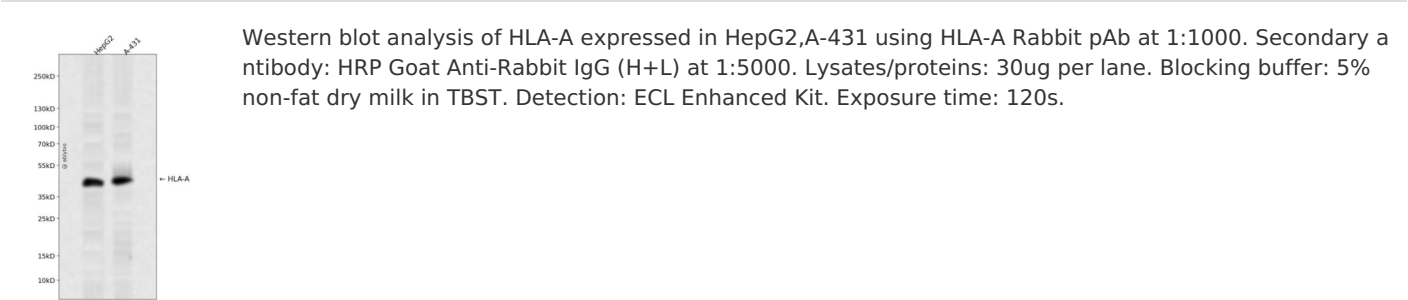 HepG2
A-431
250kD
130kD
100kD
70kD
55kD
35kD
25kD
15kD
10kD
← HLA-A
Western blot analysis of HLA-A expressed in HepG2,A-431 using HLA-A Rabbit pAb at 1:1000. Secondary a
ntibody: HRP Goat Anti-Rabbit IgG (H+L) at 1:5000. Lysates/proteins: 30ug per lane. Blocking buffer: 5%
non-fat dry milk in TBST. Detection: ECL Enhanced Kit. Exposure time: 120s.